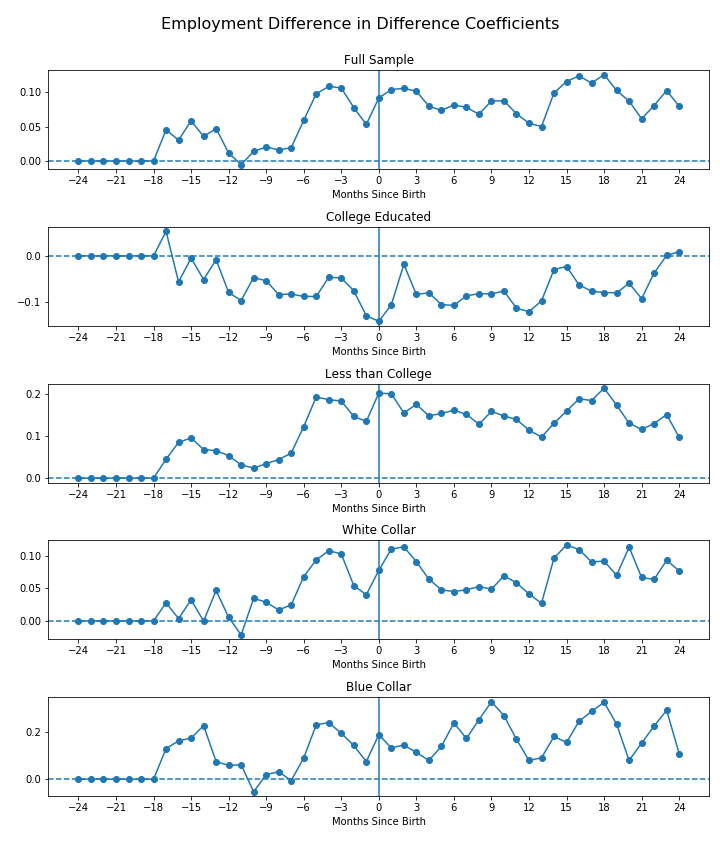 Employment Difference in Difference Coefficients
Full Sample
0.10
0.05
0.00
−24 −21 −18 −15 −12 −9 −6 −3 0 3 6 9 12 15 18 21 24
Months Since Birth
College Educated
0.0
−0.1
−24 −21 −18 −15 −12 −9 −6 −3 0 3 6 9 12 15 18 21 24
Months Since Birth
Less than College
0.2
0.1
0.0
−24 −21 −18 −15 −12 −9 −6 −3 0 3 6 9 12 15 18 21 24
Months Since Birth
White Collar
0.10
0.05
0.00
−24 −21 −18 −15 −12 −9 −6 −3 0 3 6 9 12 15 18 21 24
Months Since Birth
Blue Collar
0.2
0.0
−24 −21 −18 −15 −12 −9 −6 −3 0 3 6 9 12 15 18 21 24
Months Since Birth